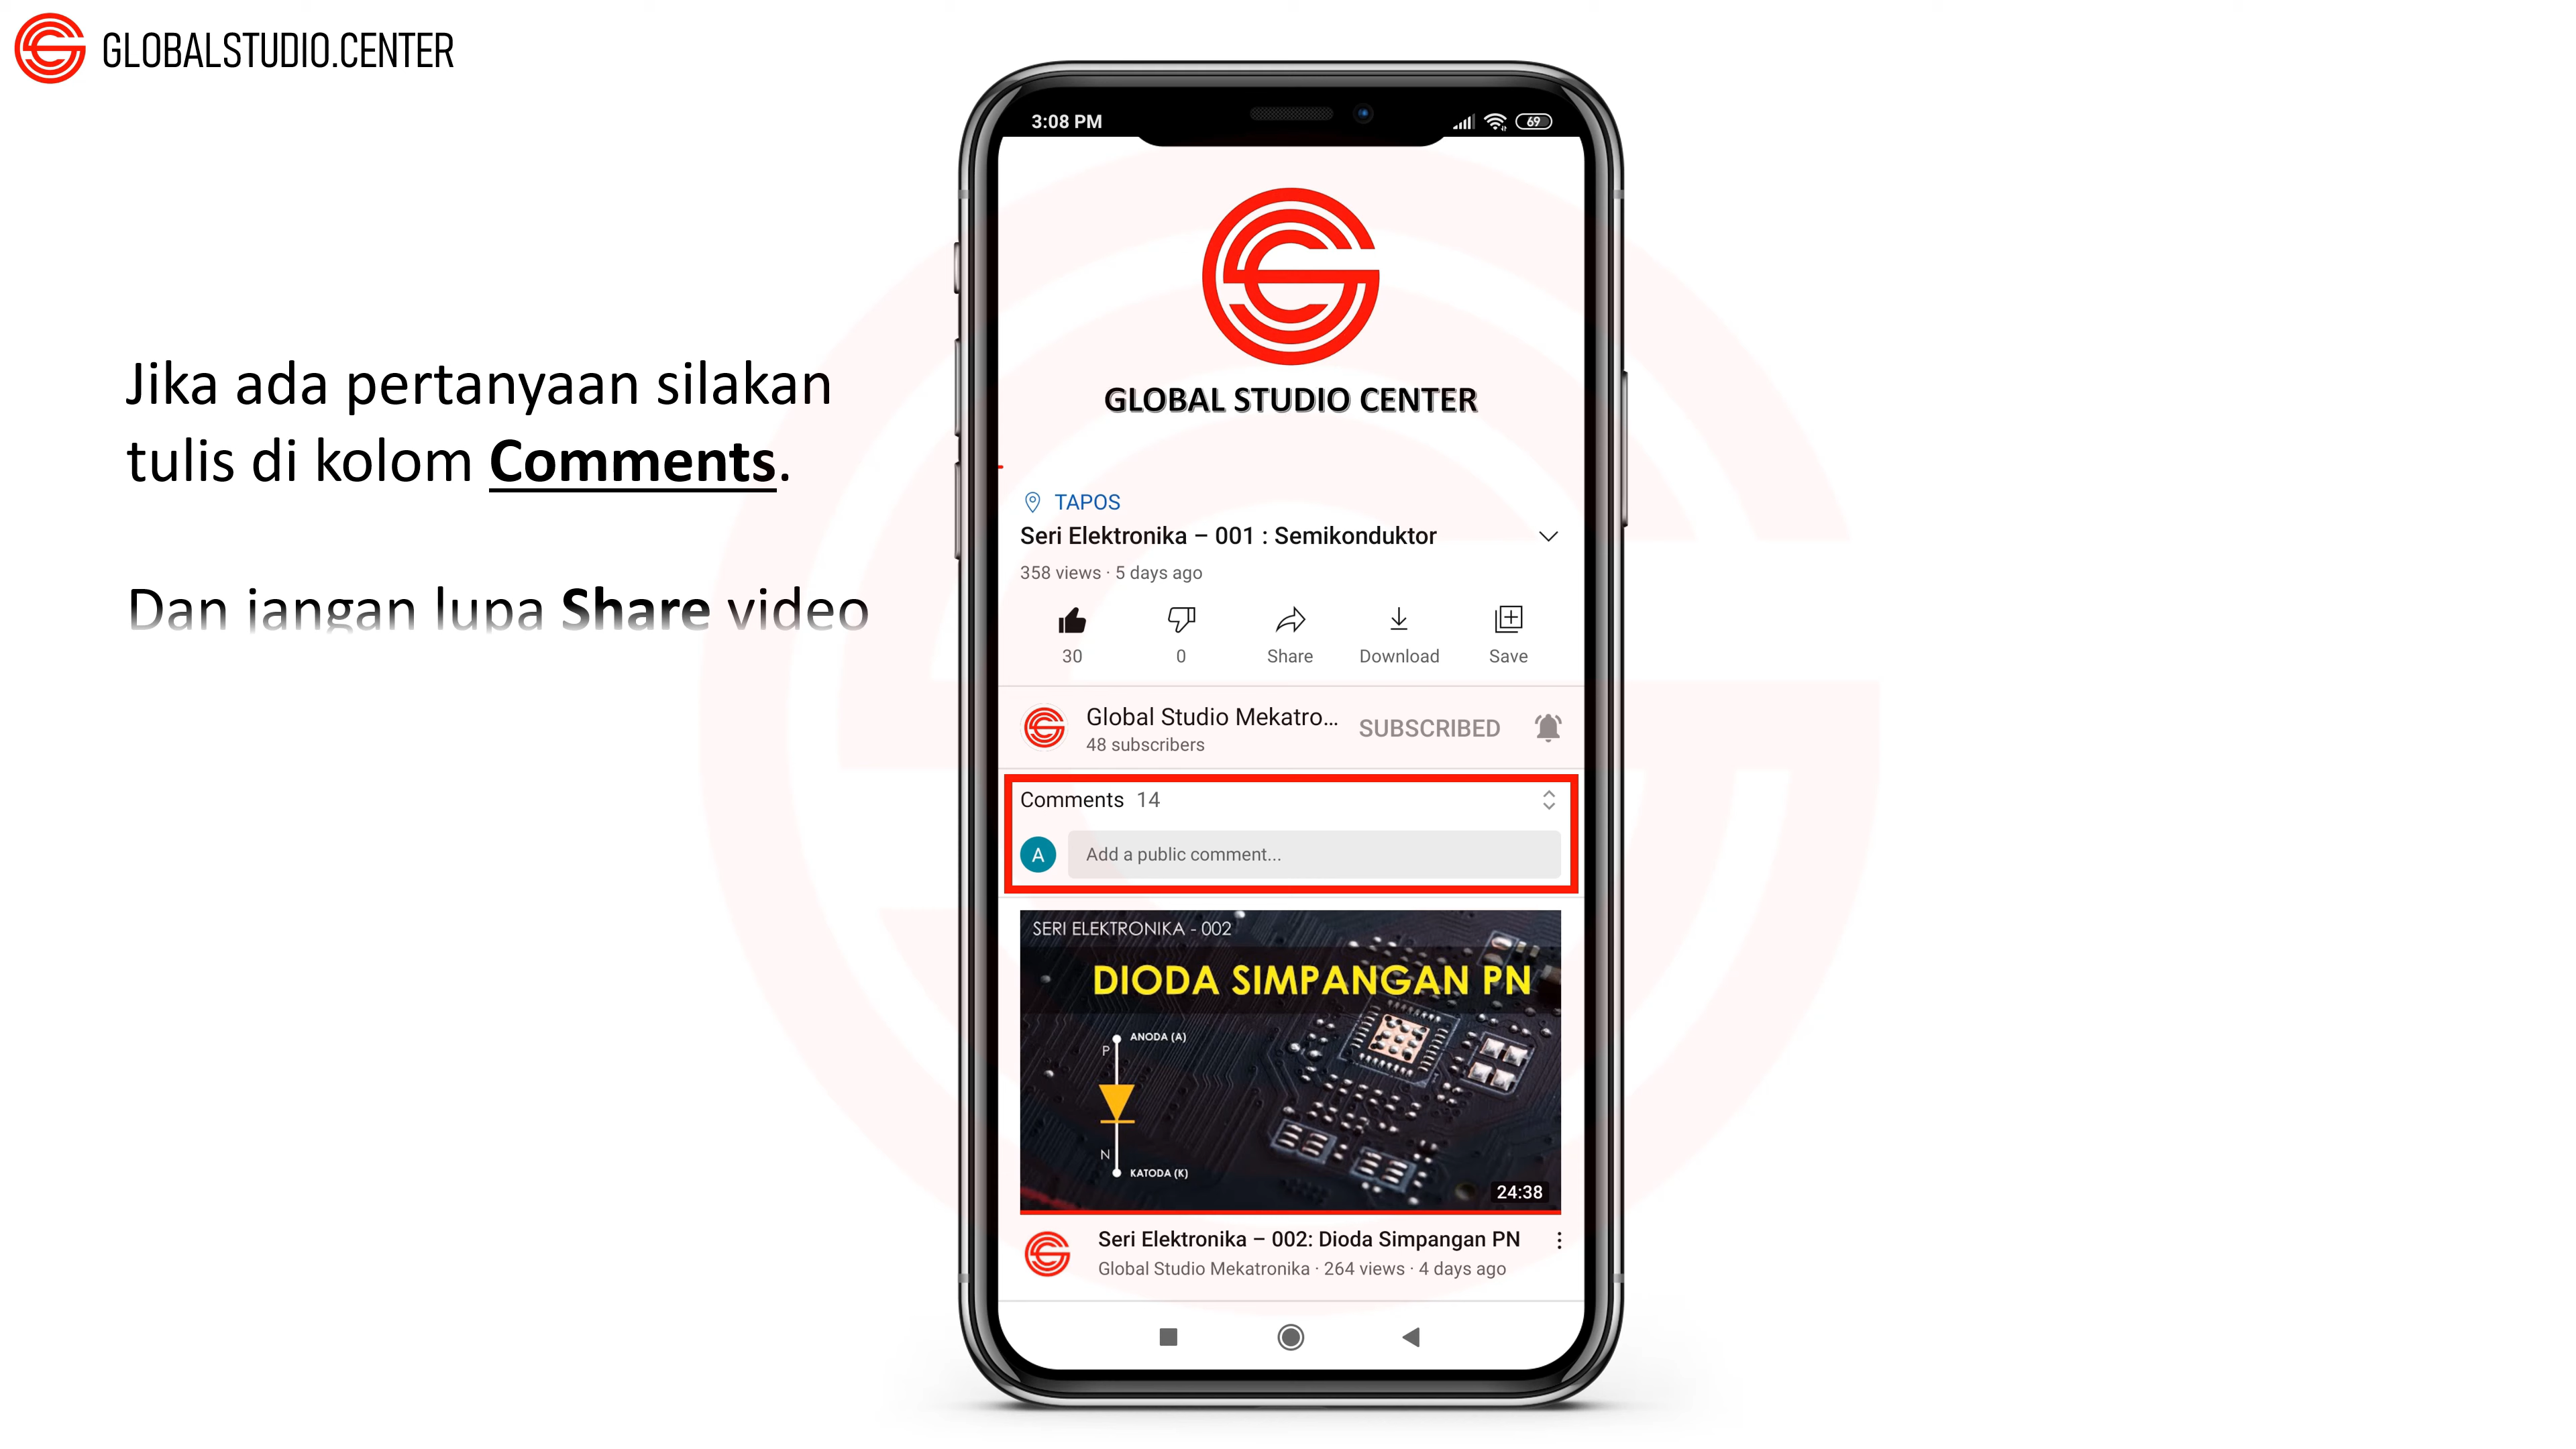 GLOBALSTUDIO.CENTER
Jika ada pertanyaan silakan
tulis di kolom Comments.
Dan jangan lupa Share video
3:08 PM
69
GLOBAL STUDIO CENTER
TAPOS
Seri Elektronika – 001 : Semikonduktor
358 views · 5 days ago
30
0
Share
Download
Save
Global Studio Mekatro...
SUBSCRIBED
48 subscribers
Comments 14
A
Add a public comment...
SERI ELEKTRONIKA - 002
DIODA SIMPANGAN PN
ANODA (A)
P
N
KATODA (K)
24:38
Seri Elektronika – 002: Dioda Simpangan PN
Global Studio Mekatronika · 264 views · 4 days ago